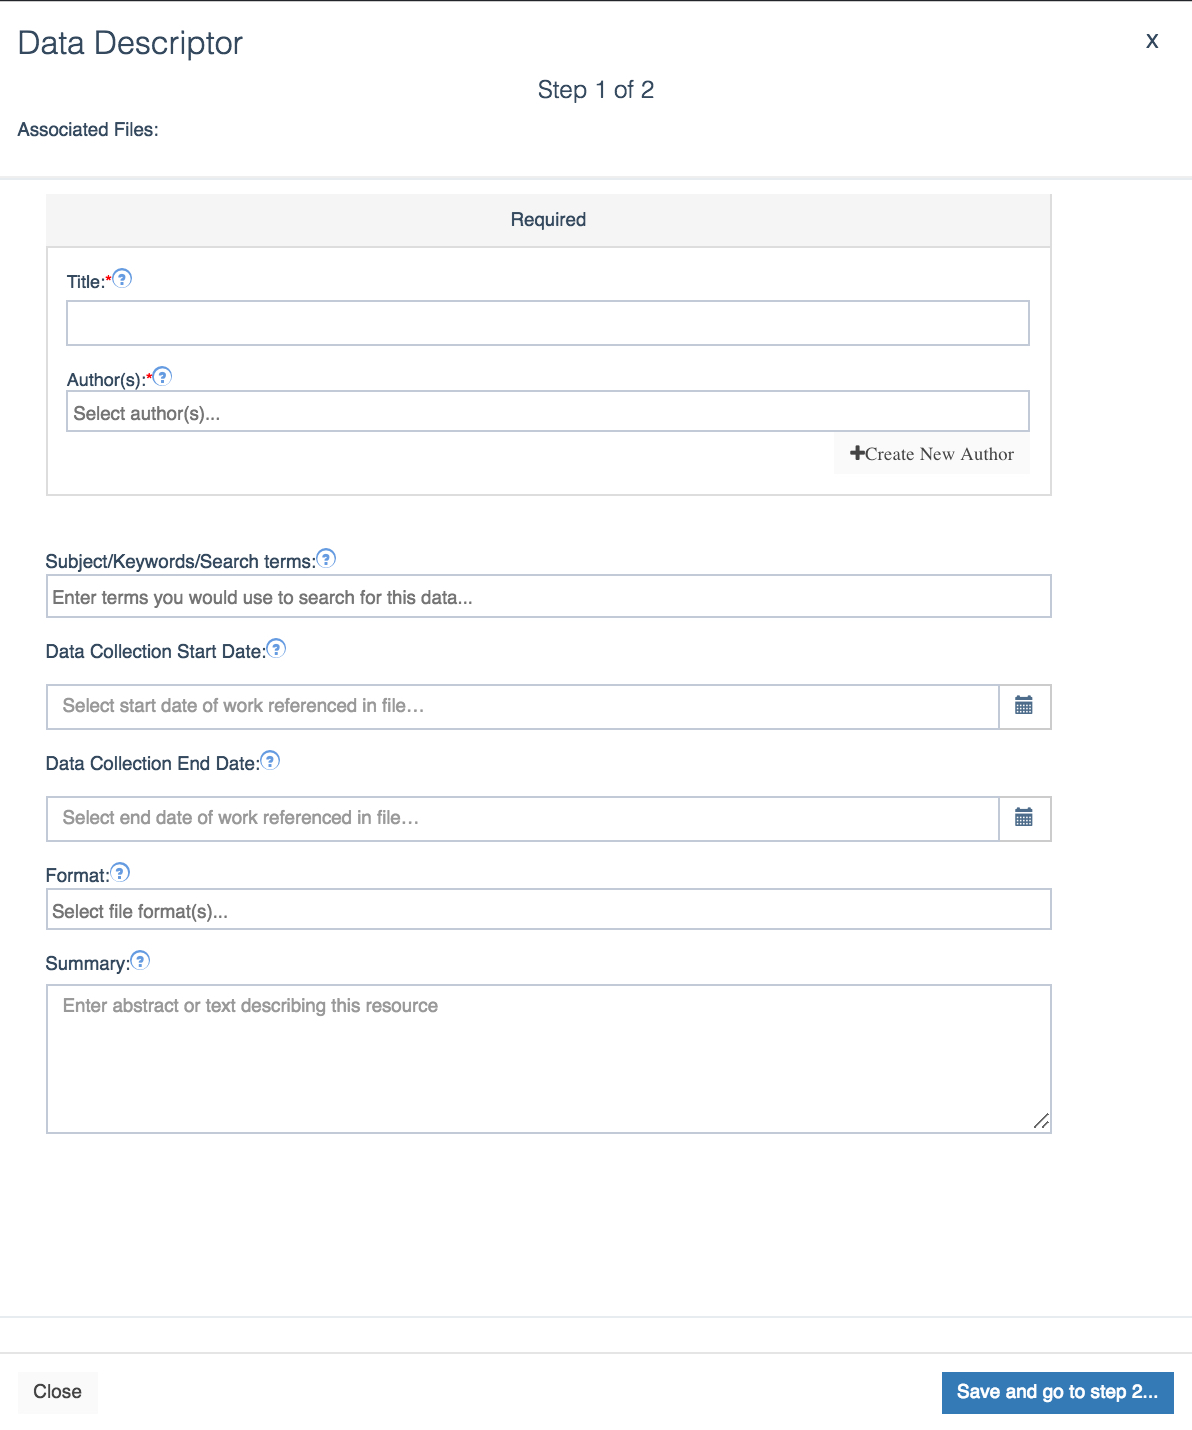 Data Descriptor
x
Step 1 of 2
Associated Files:
Required
Title:*?
Author(s):*?
Select author(s)...
+Create New Author
Subject/Keywords/Search terms:?
Enter terms you would use to search for this data...
Data Collection Start Date:?
Select start date of work referenced in file...
Data Collection End Date:?
Select end date of work referenced in file...
Format:?
Select file format(s)...
Summary:?
Enter abstract or text describing this resource
Close
Save and go to step 2...